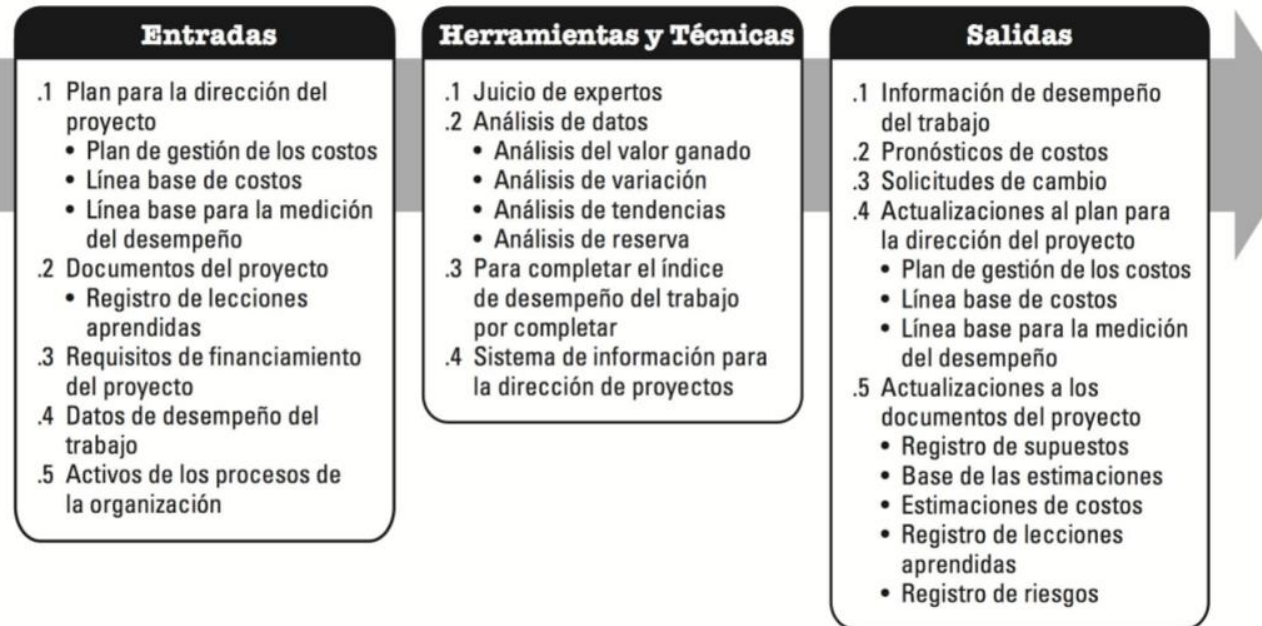 Entradas
.1 Plan para la dirección del
proyecto
• Plan de gestión de los costos
• Línea base de costos
• Línea base para la medición
del desempeño
.2 Documentos del proyecto
• Registro de lecciones
aprendidas
.3 Requisitos de financiamiento
del proyecto
.4 Datos de desempeño del
trabajo
.5 Activos de los procesos de
la organización
Herramientas y Técnicas
.1 Juicio de expertos
.2 Análisis de datos
• Análisis del valor ganado
• Análisis de variación
• Análisis de tendencias
• Análisis de reserva
.3 Para completar el índice
de desempeño del trabajo
por completar
.4 Sistema de información para
la dirección de proyectos
Salidas
.1 Información de desempeño
del trabajo
.2 Pronósticos de costos
.3 Solicitudes de cambio
.4 Actualizaciones al plan para
la dirección del proyecto
• Plan de gestión de los costos
• Línea base de costos
• Línea base para la medición
del desempeño
.5 Actualizaciones a los
documentos del proyecto
• Registro de supuestos
• Base de las estimaciones
• Estimaciones de costos
• Registro de lecciones
aprendidas
• Registro de riesgos